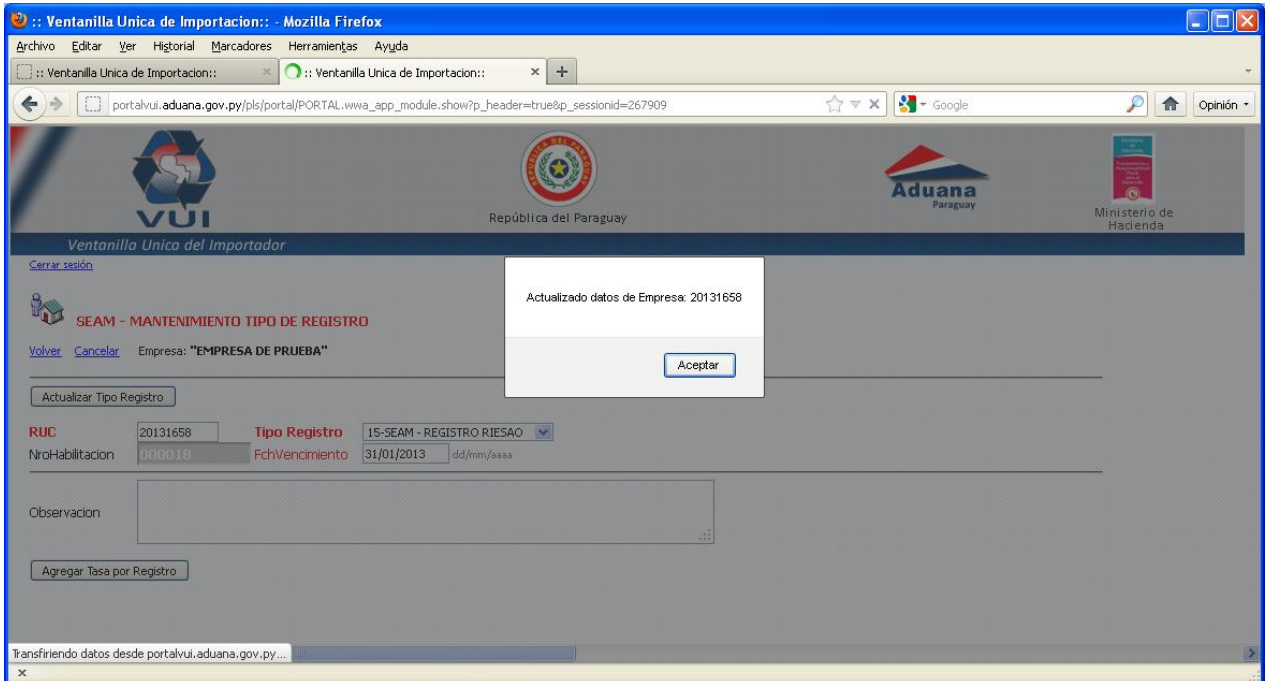 :: Ventanilla Unica de Importacion:: - Mozilla Firefox
Archivo Editar Ver Historial Marcadores Herramientas Ayuda
:: Ventanilla Unica de Importacion:: × :: Ventanilla Unica de Importacion:: × +
portalvui.aduana.gov.py/pls/portal/PORTAL.wwa_app_module.show?p_header=true&p_sessionid=267909 Google Opinión
VUI
República del Paraguay
Aduana
Paraguay
Ministerio de
Hacienda
Ventanilla Unica del Importador
Cerrar sesión
Actualizado datos de Empresa: 20131658
SEAM - MANTENIMIENTO TIPO DE REGISTRO
Volver Cancelar Empresa: "EMPRESA DE PRUEBA"
Aceptar
Actualizar Tipo Registro
RUC 20131658 Tipo Registro 15-SEAM - REGISTRO RIESAO
NroHabilitacion 000018 FchVencimiento 31/01/2013 dd/mm/aaaa
Observacion
Agregar Tasa por Registro
Transfiriendo datos desde portalvui.aduana.gov.py...
×